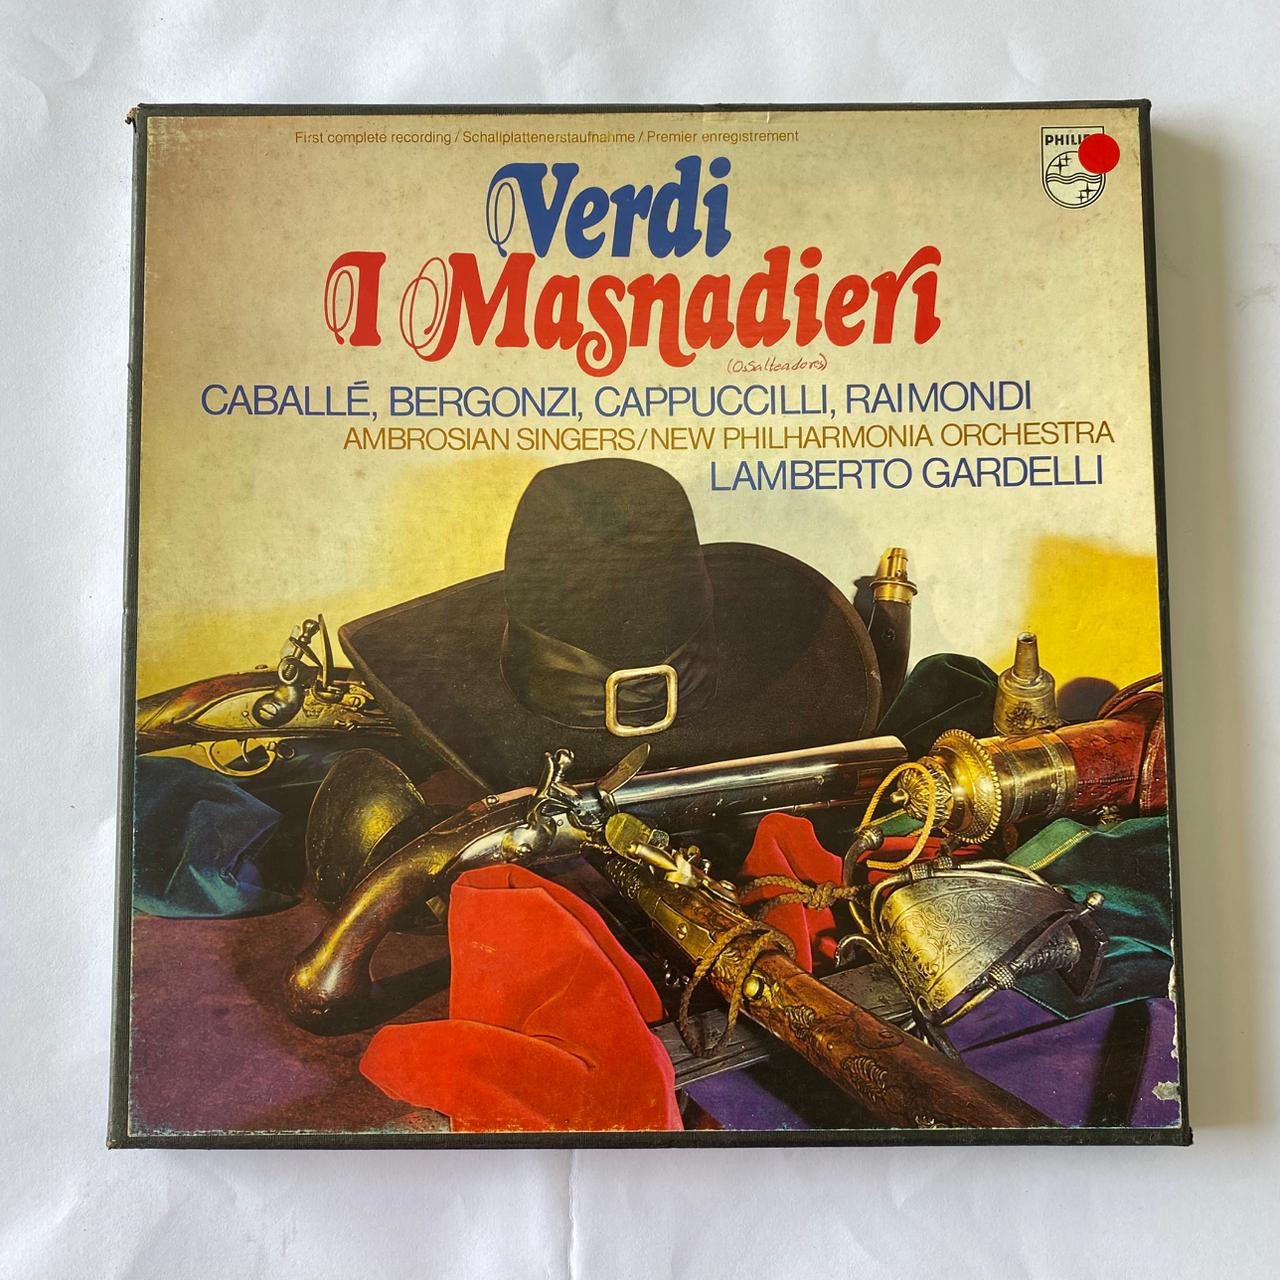 First complete recording / Schallplattenerstaufnahme / Premier enregistrement
Verdi
I Masnadieri
(Os Salteadores)
CABALLÉ, BERGONZI, CAPPUCCILLI, RAIMONDI
AMBROSIAN SINGERS/NEW PHILHARMONIA ORCHESTRA
LAMBERTO GARDELLI